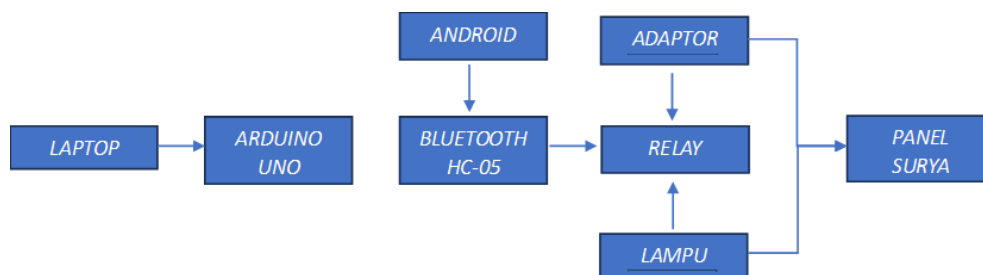 LAPTOP
ARDUINO
UNO
ANDROID
BLUETOOTH
HC-05
ADAPTOR
RELAY
LAMPU
PANEL
SURYA